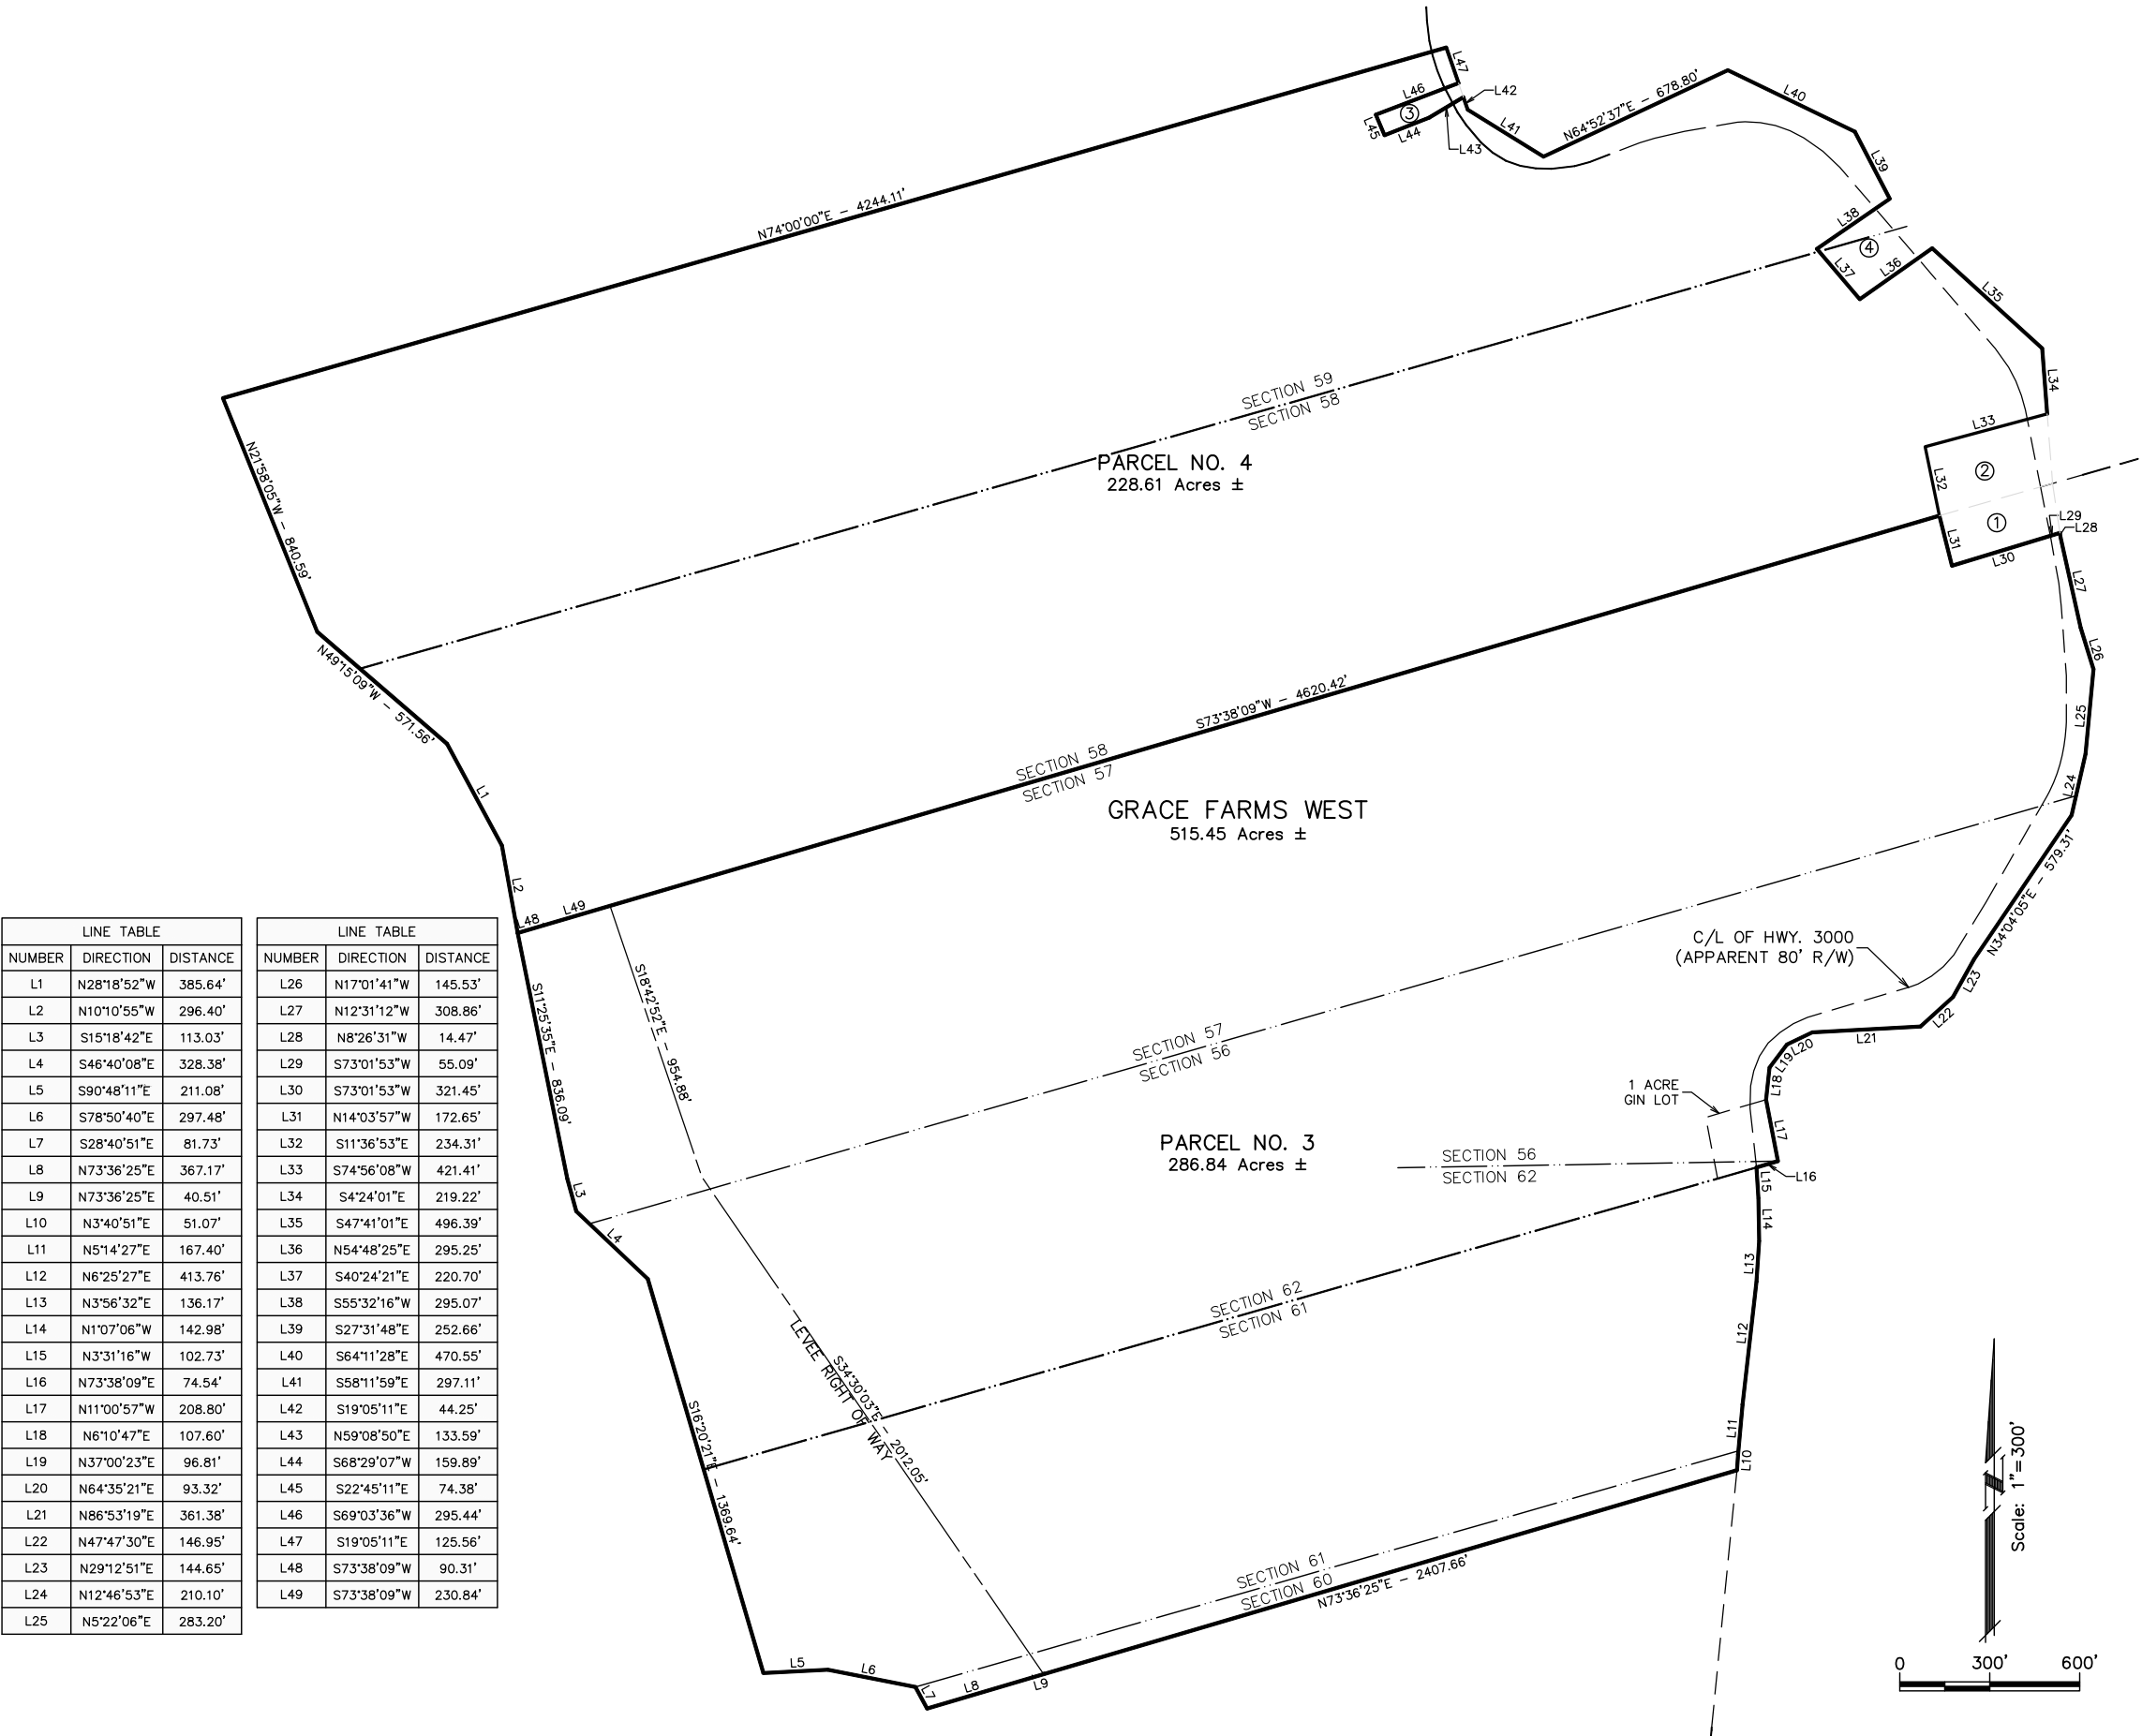 L47
L46
L42
③
L45
L44
L43
L41
N64°52'37"E - 678.80'
L40
L39
N74°00'00"E - 4244.11'
L38
④
L37
L36
L35
L34
SECTION 59
SECTION 58
PARCEL NO. 4
228.61 Acres ±
L33
②
L32
①
L29
L28
L31
L30
L27
N21°58'05"W - 840.59'
N49°15'09"W - 571.56'
L26
S73°38'09"W - 4620.42'
L25
SECTION 58
SECTION 57
L1
GRACE FARMS WEST
515.45 Acres ±
L24
L2
L48
L49
N34°04'05"E - 579.31'
C/L OF HWY. 3000
(APPARENT 80' R/W)
S18°42'52"E - 954.88'
S11°25'35"E - 836.09'
L23
L22
L21
L20
L19
L18
SECTION 57
SECTION 56
1 ACRE
GIN LOT
PARCEL NO. 3
286.84 Acres ±
L17
SECTION 56
SECTION 62
L16
L15
L3
L4
L14
L13
SECTION 62
SECTION 61
L12
LEVEE RIGHT OF WAY
S34°30'03"E - 2012.05'
S16°20'21"E - 1369.64'
L11
L10
SECTION 61
SECTION 60
N73°36'25"E - 2407.66'
L5
L6
L7
L8
L9
LINE TABLE
NUMBER DIRECTION DISTANCE
L1 N28°18'52"W 385.64'
L2 N10°10'55"W 296.40'
L3 S15°18'42"E 113.03'
L4 S46°40'08"E 328.38'
L5 S90°48'11"E 211.08'
L6 S78°50'40"E 297.48'
L7 S28°40'51"E 81.73'
L8 N73°36'25"E 367.17'
L9 N73°36'25"E 40.51'
L10 N3°40'51"E 51.07'
L11 N5°14'27"E 167.40'
L12 N6°25'27"E 413.76'
L13 N3°56'32"E 136.17'
L14 N1°07'06"W 142.98'
L15 N3°31'16"W 102.73'
L16 N73°38'09"E 74.54'
L17 N11°00'57"W 208.80'
L18 N6°10'47"E 107.60'
L19 N37°00'23"E 96.81'
L20 N64°35'21"E 93.32'
L21 N86°53'19"E 361.38'
L22 N47°47'30"E 146.95'
L23 N29°12'51"E 144.65'
L24 N12°46'53"E 210.10'
L25 N5°22'06"E 283.20'
LINE TABLE
NUMBER DIRECTION DISTANCE
L26 N17°01'41"W 145.53'
L27 N12°31'12"W 308.86'
L28 N8°26'31"W 14.47'
L29 S73°01'53"W 55.09'
L30 S73°01'53"W 321.45'
L31 N14°03'57"W 172.65'
L32 S11°36'53"E 234.31'
L33 S74°56'08"W 421.41'
L34 S4°24'01"E 219.22'
L35 S47°41'01"E 496.39'
L36 N54°48'25"E 295.25'
L37 S40°24'21"E 220.70'
L38 S55°32'16"W 295.07'
L39 S27°31'48"E 252.66'
L40 S64°11'28"E 470.55'
L41 S58°11'59"E 297.11'
L42 S19°05'11"E 44.25'
L43 N59°08'50"E 133.59'
L44 S68°29'07"W 159.89'
L45 S22°45'11"E 74.38'
L46 S69°03'36"W 295.44'
L47 S19°05'11"E 125.56'
L48 S73°38'09"W 90.31'
L49 S73°38'09"W 230.84'
Scale: 1"=300'
0 300' 600'